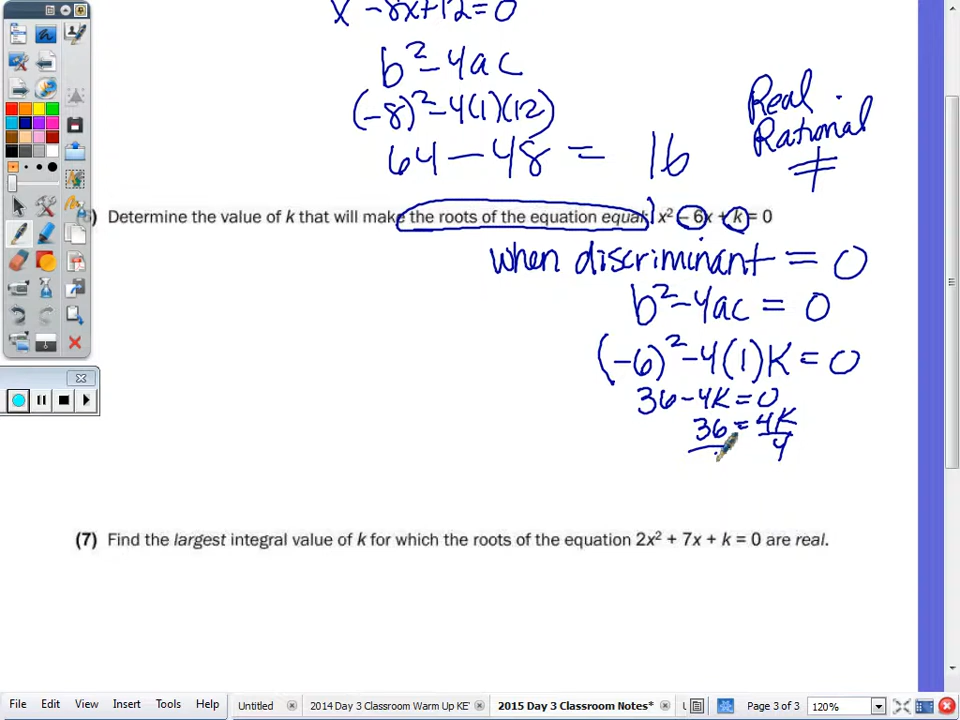 x²-8x+12=0
b²-4ac
(-8)²-4(1)(12)
64-48 = 16
Real
Rational
≠
) Determine the value of k that will make the roots of the equation equal: x² – 6x + k = 0
when discriminant = 0
b²-4ac = 0
(-6)²-4(1)K = 0
36-4K = 0
36 = 4K
4
(7) Find the largest integral value of k for which the roots of the equation 2x² + 7x + k = 0 are real.
File Edit View Insert Tools Help Untitled 2014 Day 3 Classroom Warm Up KE 2015 Day 3 Classroom Notes* Page 3 of 3 120%